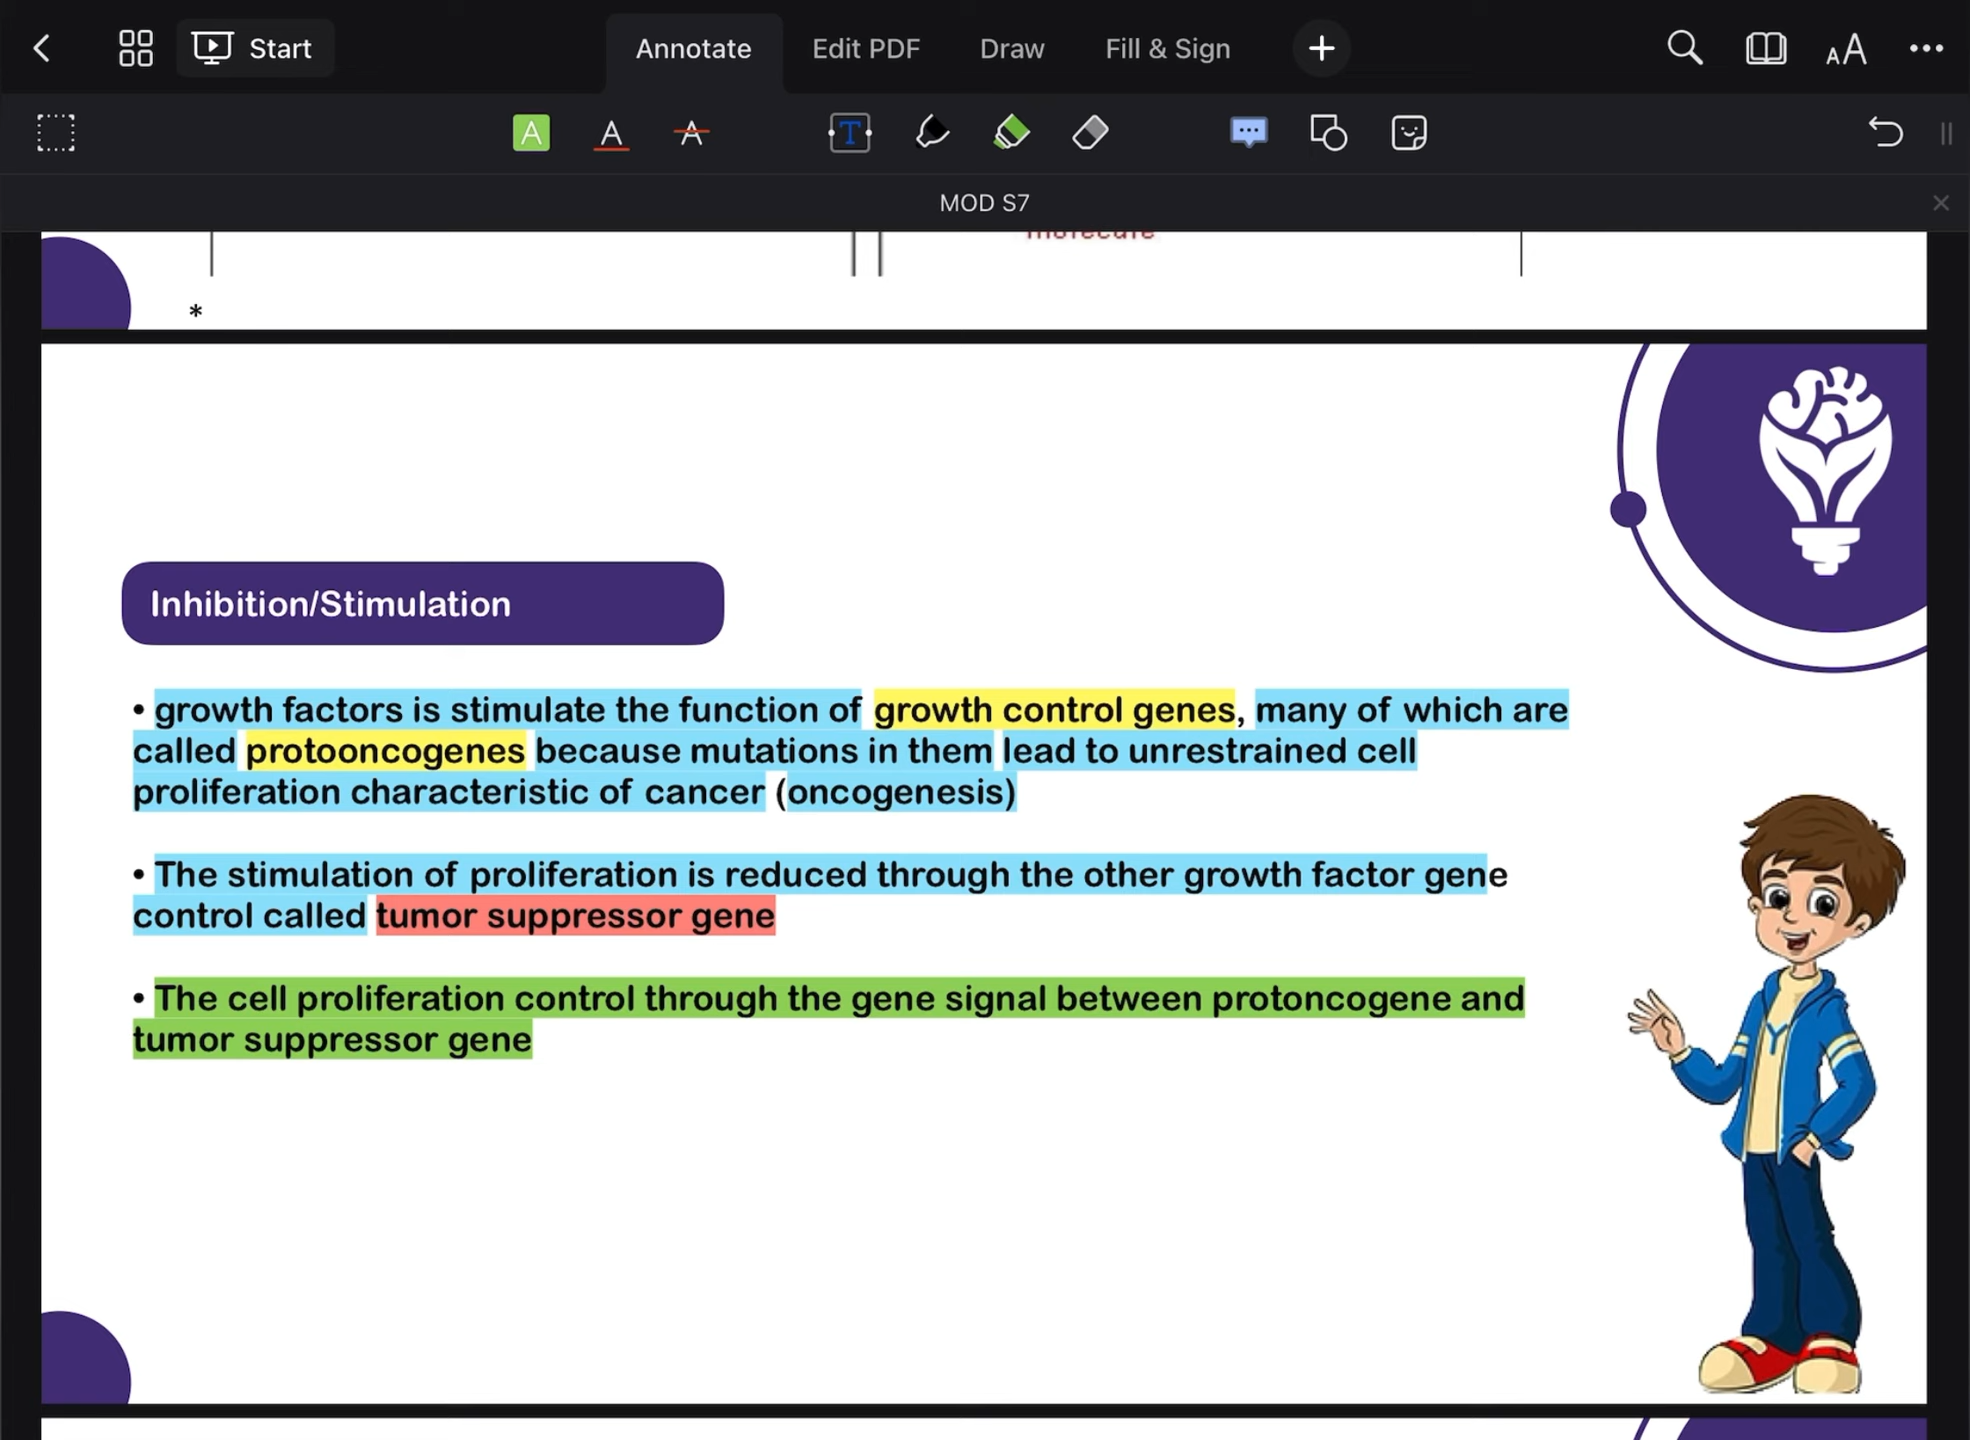 Start
Annotate
Edit PDF
Draw
Fill & Sign
MOD S7
molecule
*
Inhibition/Stimulation
• growth factors is stimulate the function of growth control genes, many of which are
called protooncogenes because mutations in them lead to unrestrained cell
proliferation characteristic of cancer (oncogenesis)
• The stimulation of proliferation is reduced through the other growth factor gene
control called tumor suppressor gene
• The cell proliferation control through the gene signal between protoncogene and
tumor suppressor gene